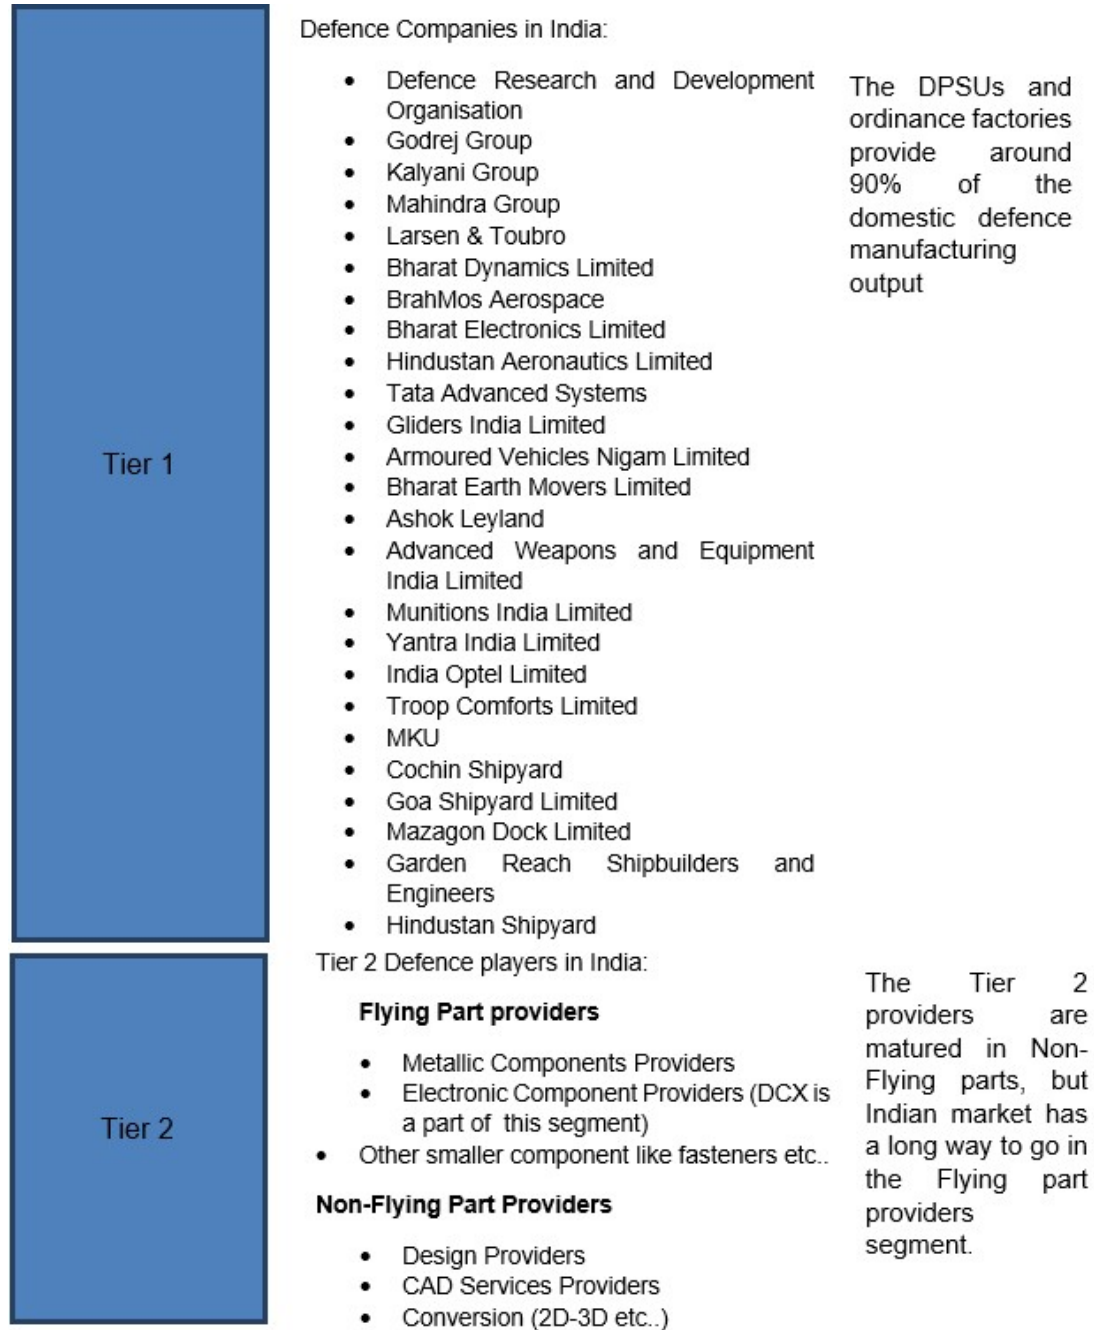 Tier 1
Defence Companies in India:
• Defence Research and Development
Organisation
• Godrej Group
• Kalyani Group
• Mahindra Group
• Larsen & Toubro
• Bharat Dynamics Limited
• BrahMos Aerospace
• Bharat Electronics Limited
• Hindustan Aeronautics Limited
• Tata Advanced Systems
• Gliders India Limited
• Armoured Vehicles Nigam Limited
• Bharat Earth Movers Limited
• Ashok Leyland
• Advanced Weapons and Equipment
India Limited
• Munitions India Limited
• Yantra India Limited
• India Optel Limited
• Troop Comforts Limited
• MKU
• Cochin Shipyard
• Goa Shipyard Limited
• Mazagon Dock Limited
• Garden Reach Shipbuilders and
Engineers
• Hindustan Shipyard
The DPSUs and
ordinance factories
provide around
90% of the
domestic defence
manufacturing
output
Tier 2
Tier 2 Defence players in India:
Flying Part providers
• Metallic Components Providers
• Electronic Component Providers (DCX is
a part of this segment)
• Other smaller component like fasteners etc..
Non-Flying Part Providers
• Design Providers
• CAD Services Providers
• Conversion (2D-3D etc..)
The Tier 2
providers are
matured in Non-
Flying parts, but
Indian market has
a long way to go in
the Flying part
providers
segment.